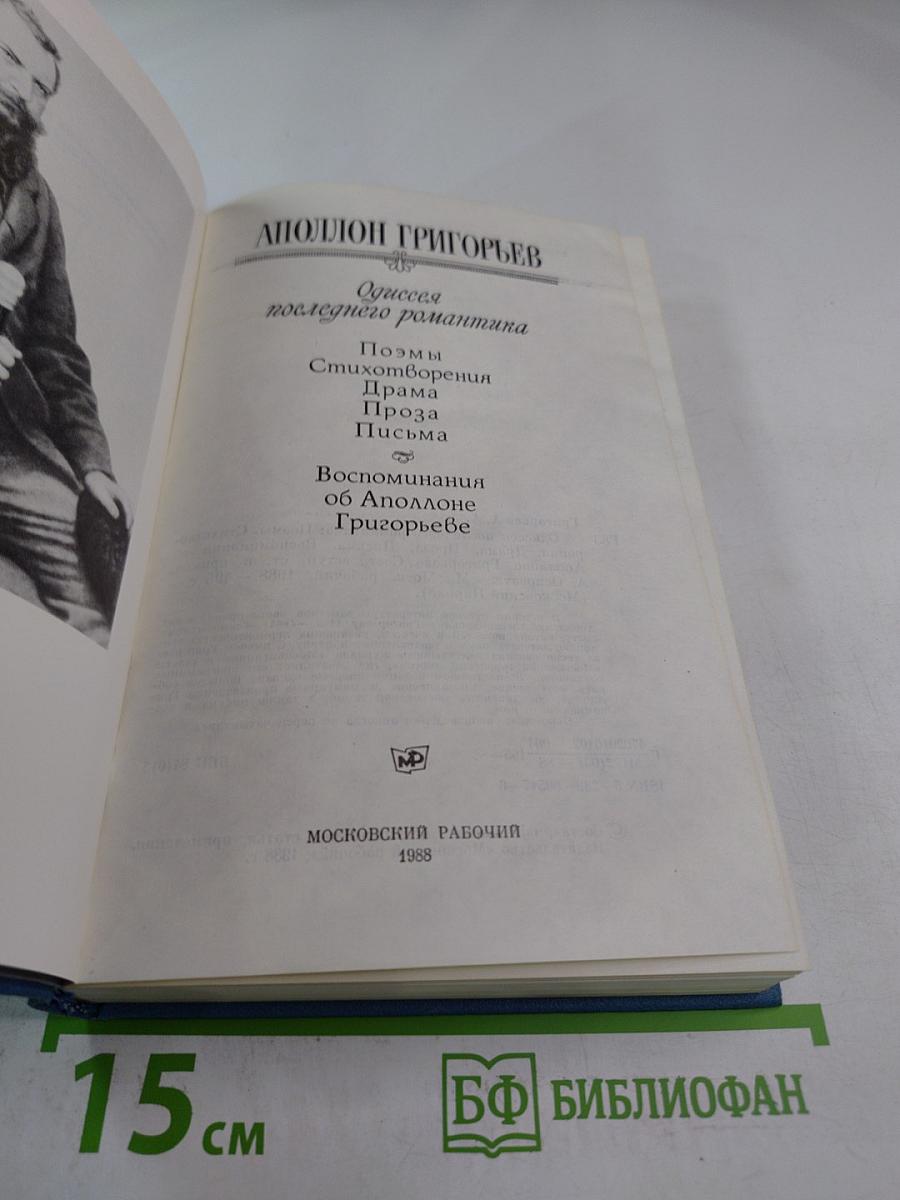 АПОЛЛОН ГРИГОРЬЕВ
Одиссея
последнего романтика
Поэмы
Стихотворения
Драма
Проза
Письма
Воспоминания
об Аполлоне
Григорьеве
МР
МОСКОВСКИЙ РАБОЧИЙ
1988
15 см
БФ БИБЛИОФАН